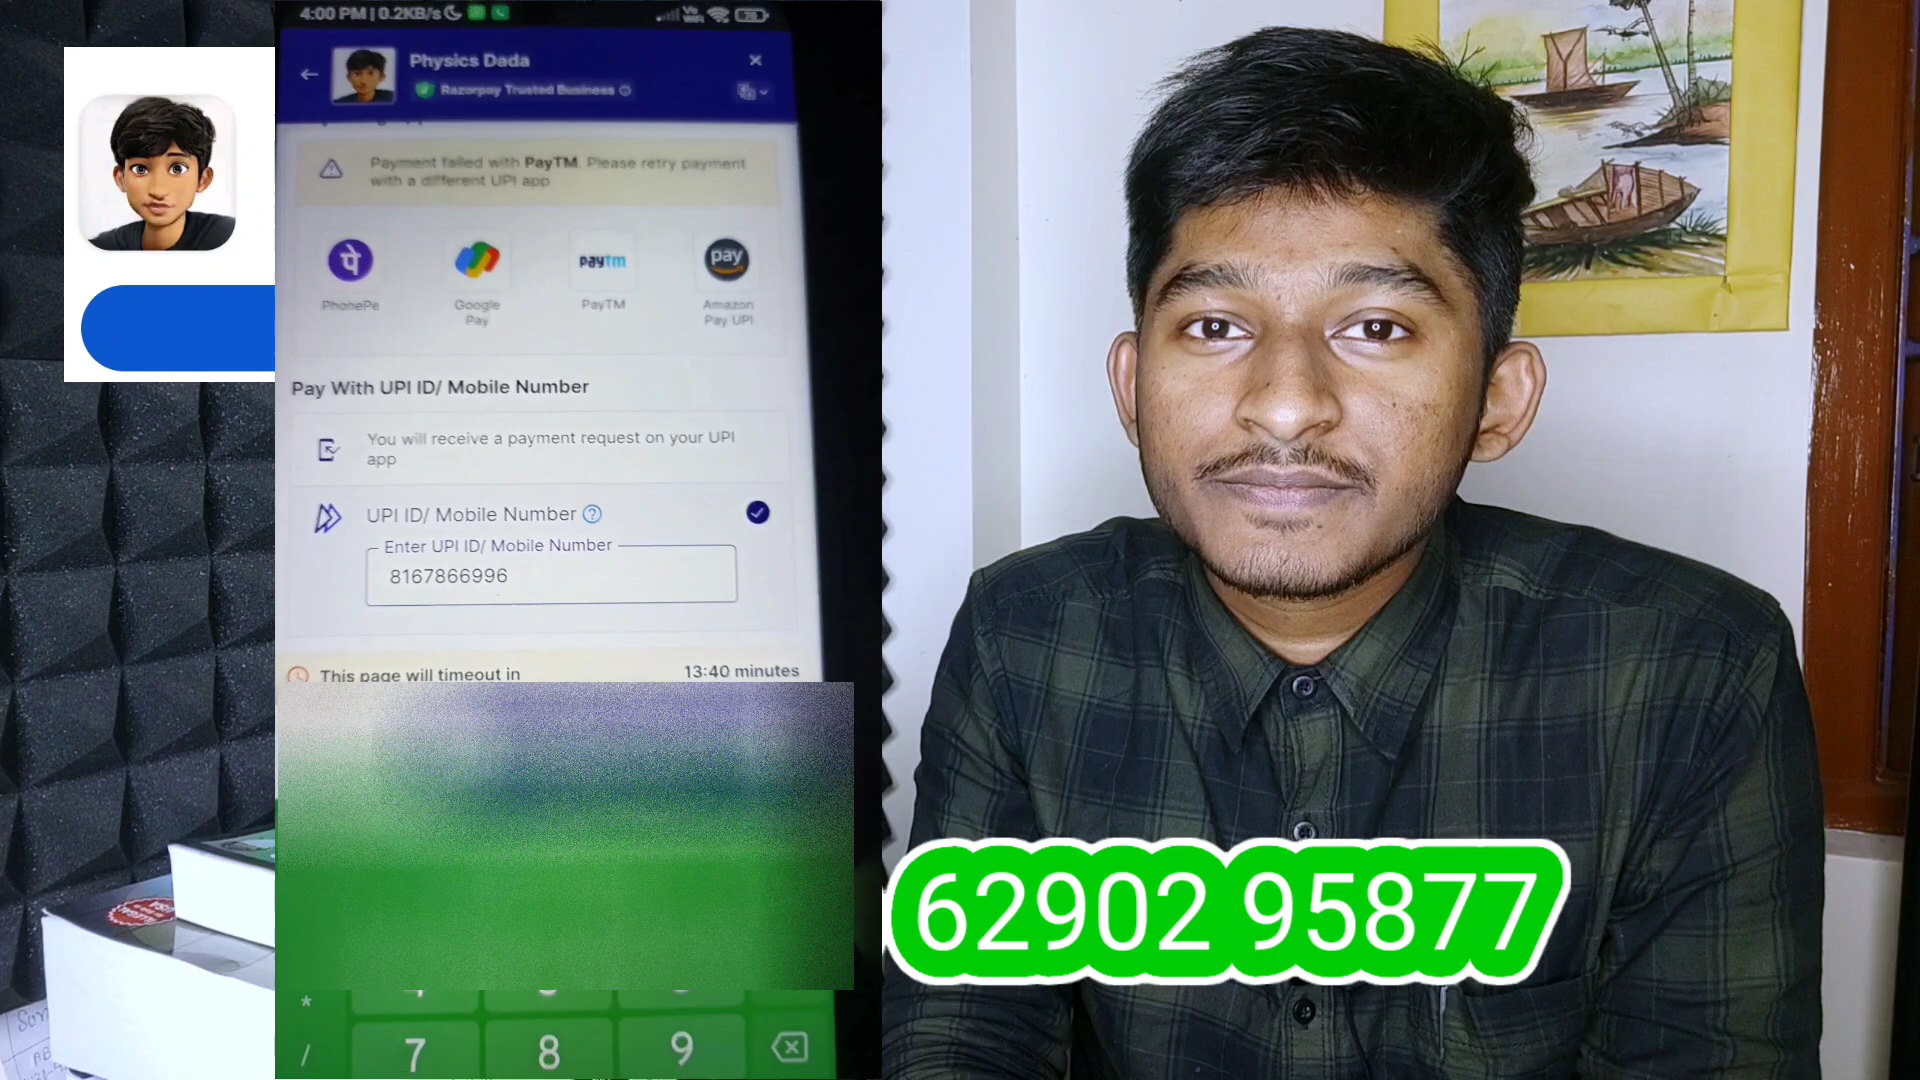 4:00 PM | 0.2KB/s
Vo
WiFi
Physics Dada
Razorpay Trusted Business
Payment failed with PayTM. Please retry payment
with a different UPI app
पे
pay
paytm
PhonePe
Google
Pay
PayTM
Amazon
Pay UPI
Pay With UPI ID/ Mobile Number
You will receive a payment request on your UPI
app
UPI ID/ Mobile Number
Enter UPI ID/ Mobile Number
8167866996
This page will timeout in
13:40 minutes
62902 95877
*
/
7
8
9